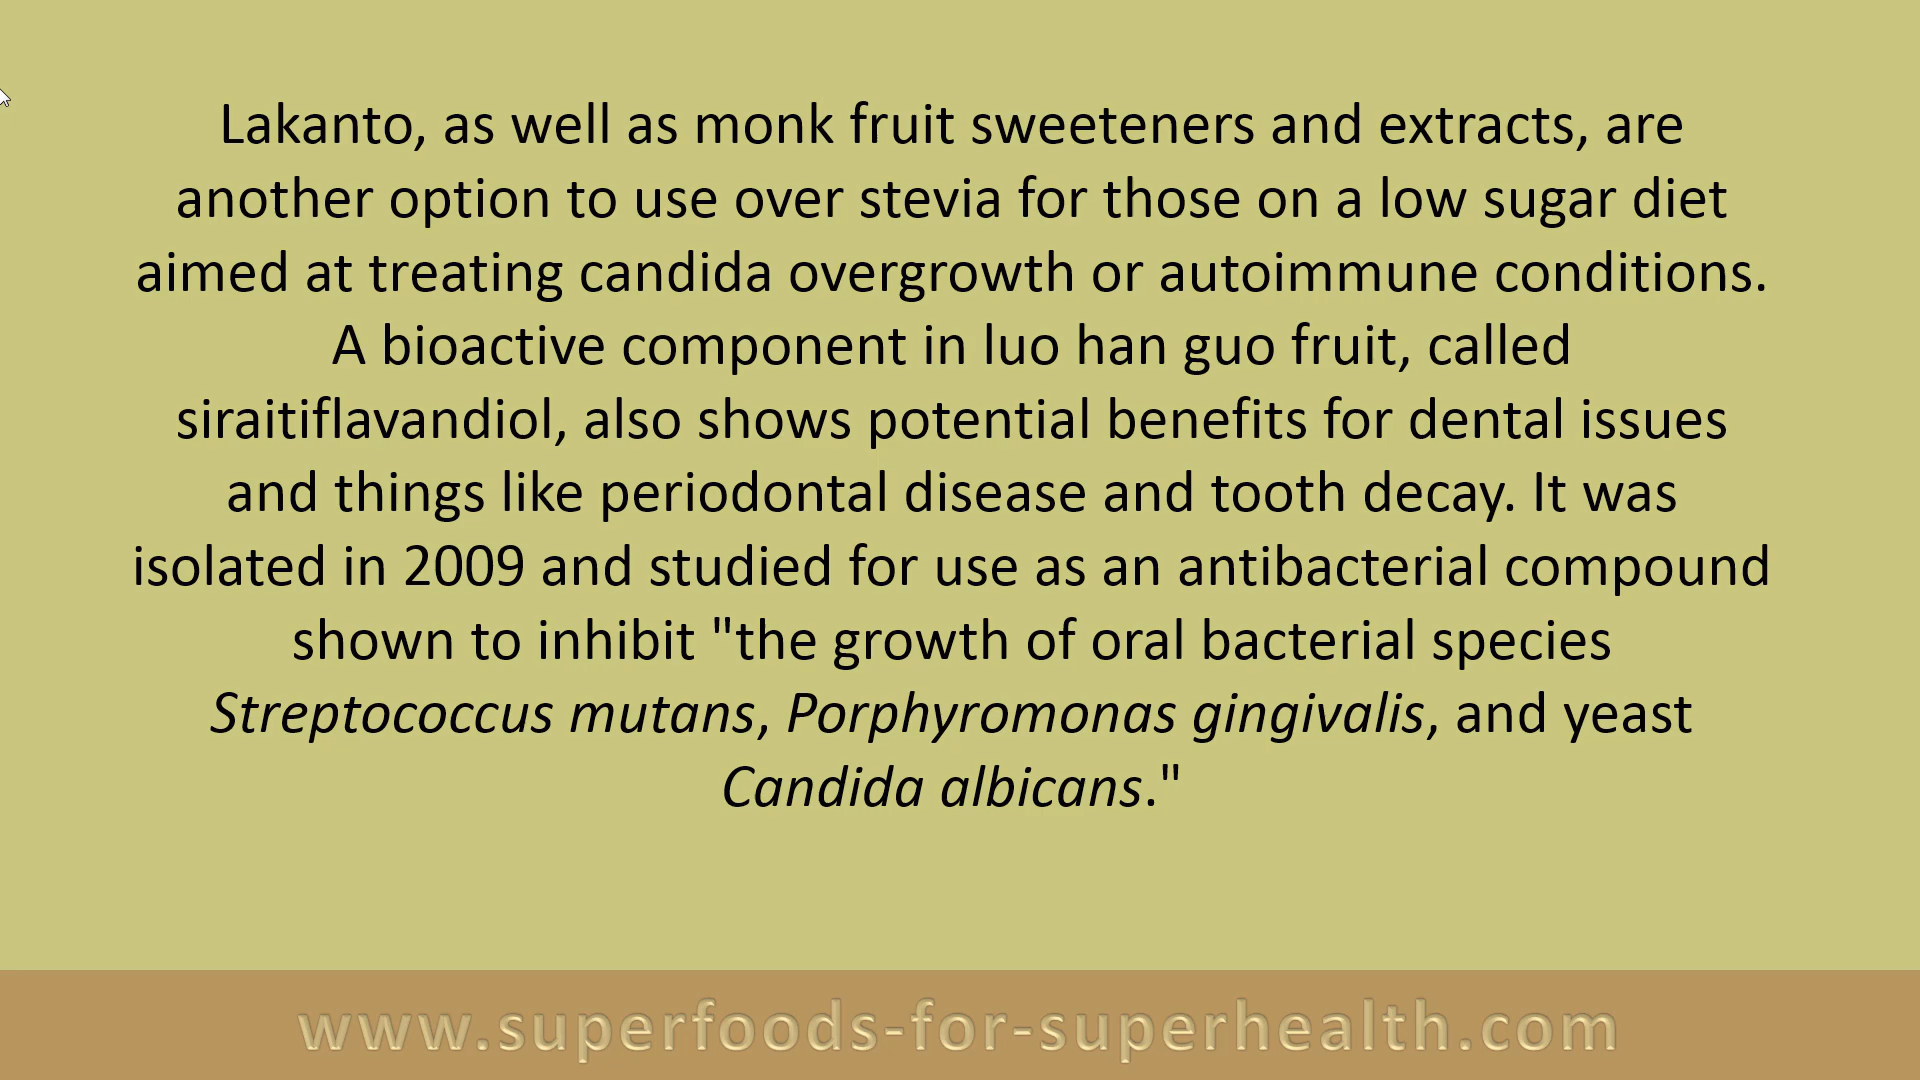 Lakanto, as well as monk fruit sweeteners and extracts, are
another option to use over stevia for those on a low sugar diet
aimed at treating candida overgrowth or autoimmune conditions.
A bioactive component in luo han guo fruit, called
siraitiflavandiol, also shows potential benefits for dental issues
and things like periodontal disease and tooth decay. It was
isolated in 2009 and studied for use as an antibacterial compound
shown to inhibit "the growth of oral bacterial species
Streptococcus mutans, Porphyromonas gingivalis, and yeast
Candida albicans."
www.superfoods-for-superhealth.com